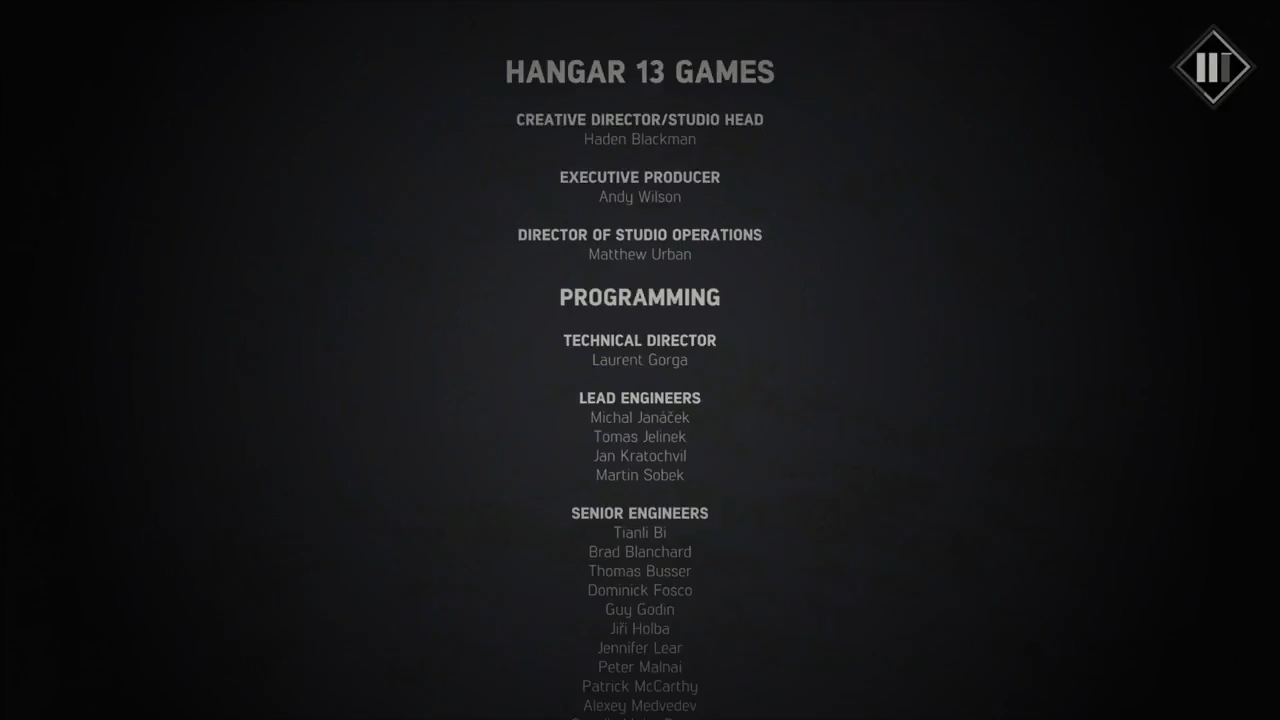 HANGAR 13 GAMES
CREATIVE DIRECTOR/STUDIO HEAD
Haden Blackman
EXECUTIVE PRODUCER
Andy Wilson
DIRECTOR OF STUDIO OPERATIONS
Matthew Urban
PROGRAMMING
TECHNICAL DIRECTOR
Laurent Gorga
LEAD ENGINEERS
Michal Janáček
Tomas Jelinek
Jan Kratochvil
Martin Sobek
SENIOR ENGINEERS
Tianli Bi
Brad Blanchard
Thomas Busser
Dominick Fosco
Guy Godin
Jiří Holba
Jennifer Lear
Peter Malnai
Patrick McCarthy
Alexey Medvedev